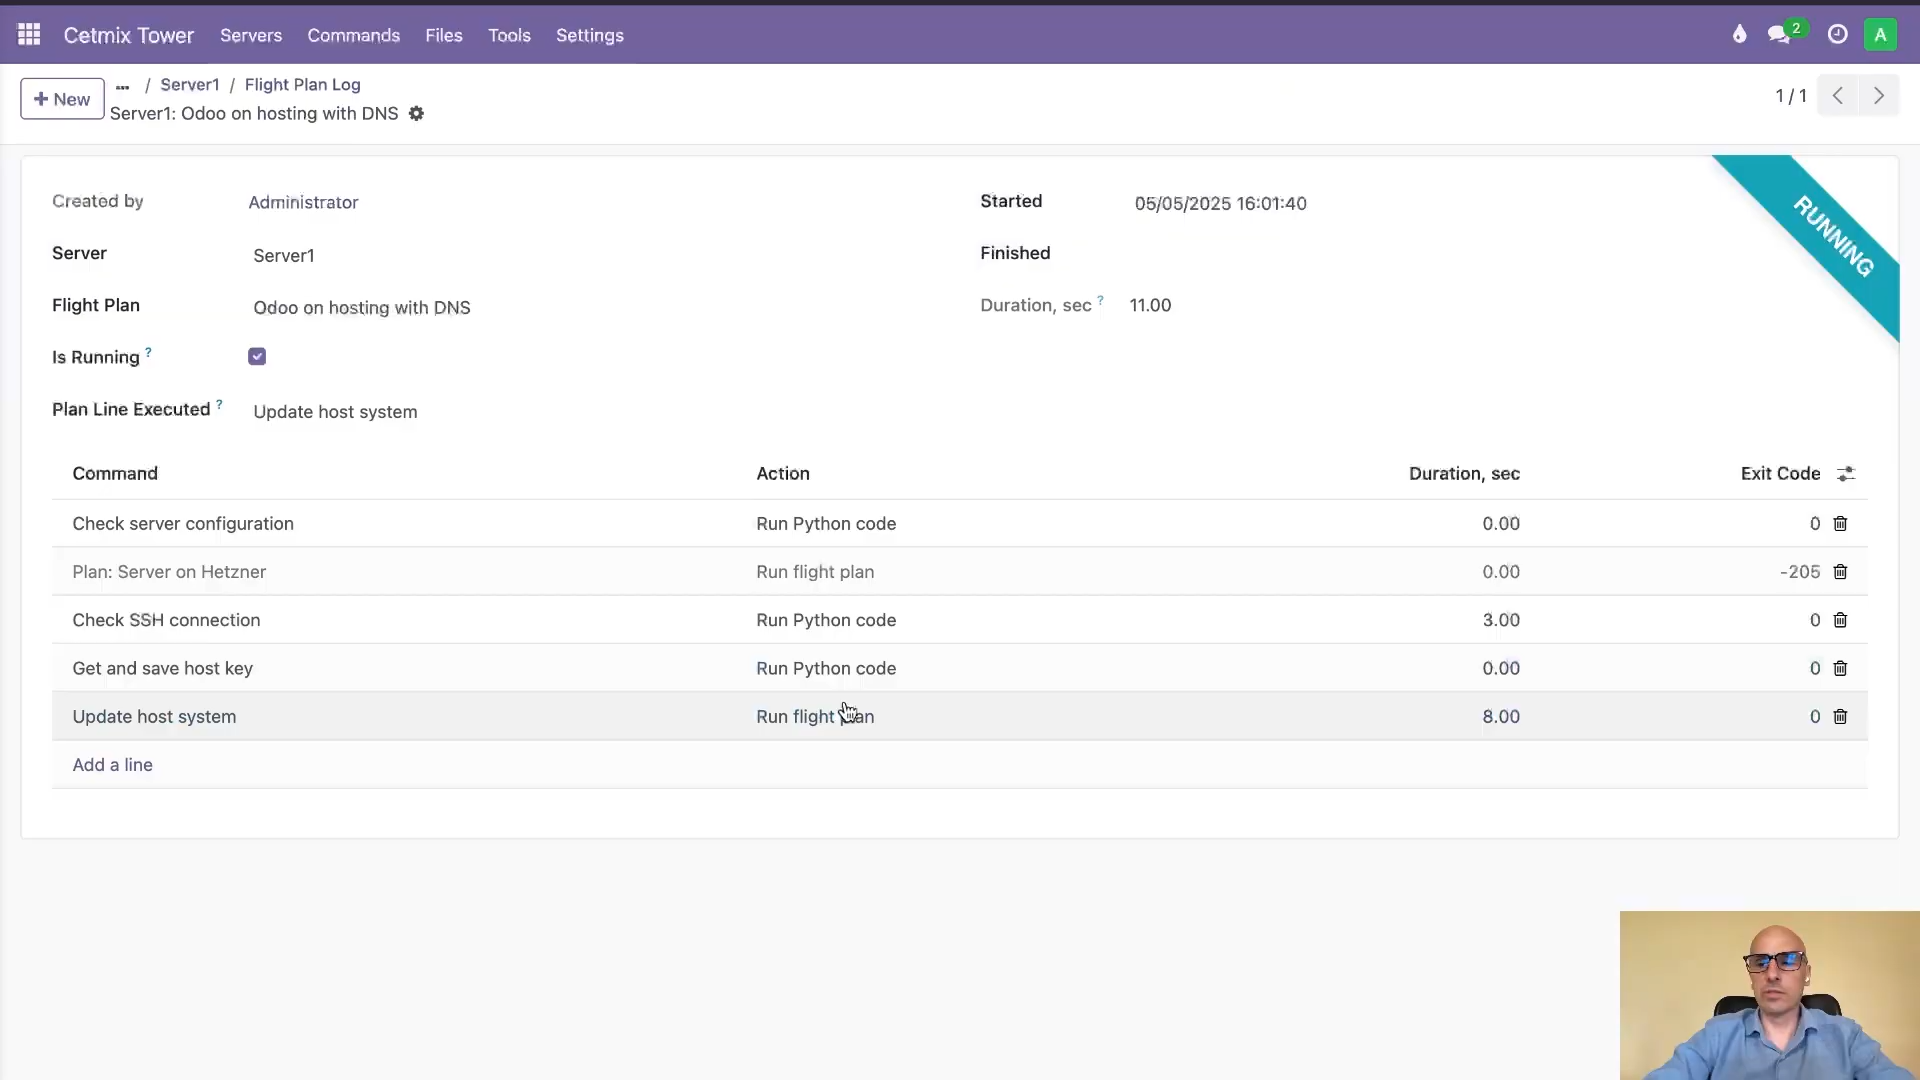 Cetmix Tower Servers Commands Files Tools Settings 2 A
New ... / Server1 / Flight Plan Log
Server1: Odoo on hosting with DNS
1 / 1
Created by Administrator
Started 05/05/2025 16:01:40
RUNNING
Server Server1
Finished
Flight Plan Odoo on hosting with DNS
Duration, sec ? 11.00
Is Running ?
Plan Line Executed ? Update host system
Command Action Duration, sec Exit Code
Check server configuration Run Python code 0.00 0
Plan: Server on Hetzner Run flight plan 0.00 -205
Check SSH connection Run Python code 3.00 0
Get and save host key Run Python code 0.00 0
Update host system Run flight plan 8.00 0
Add a line